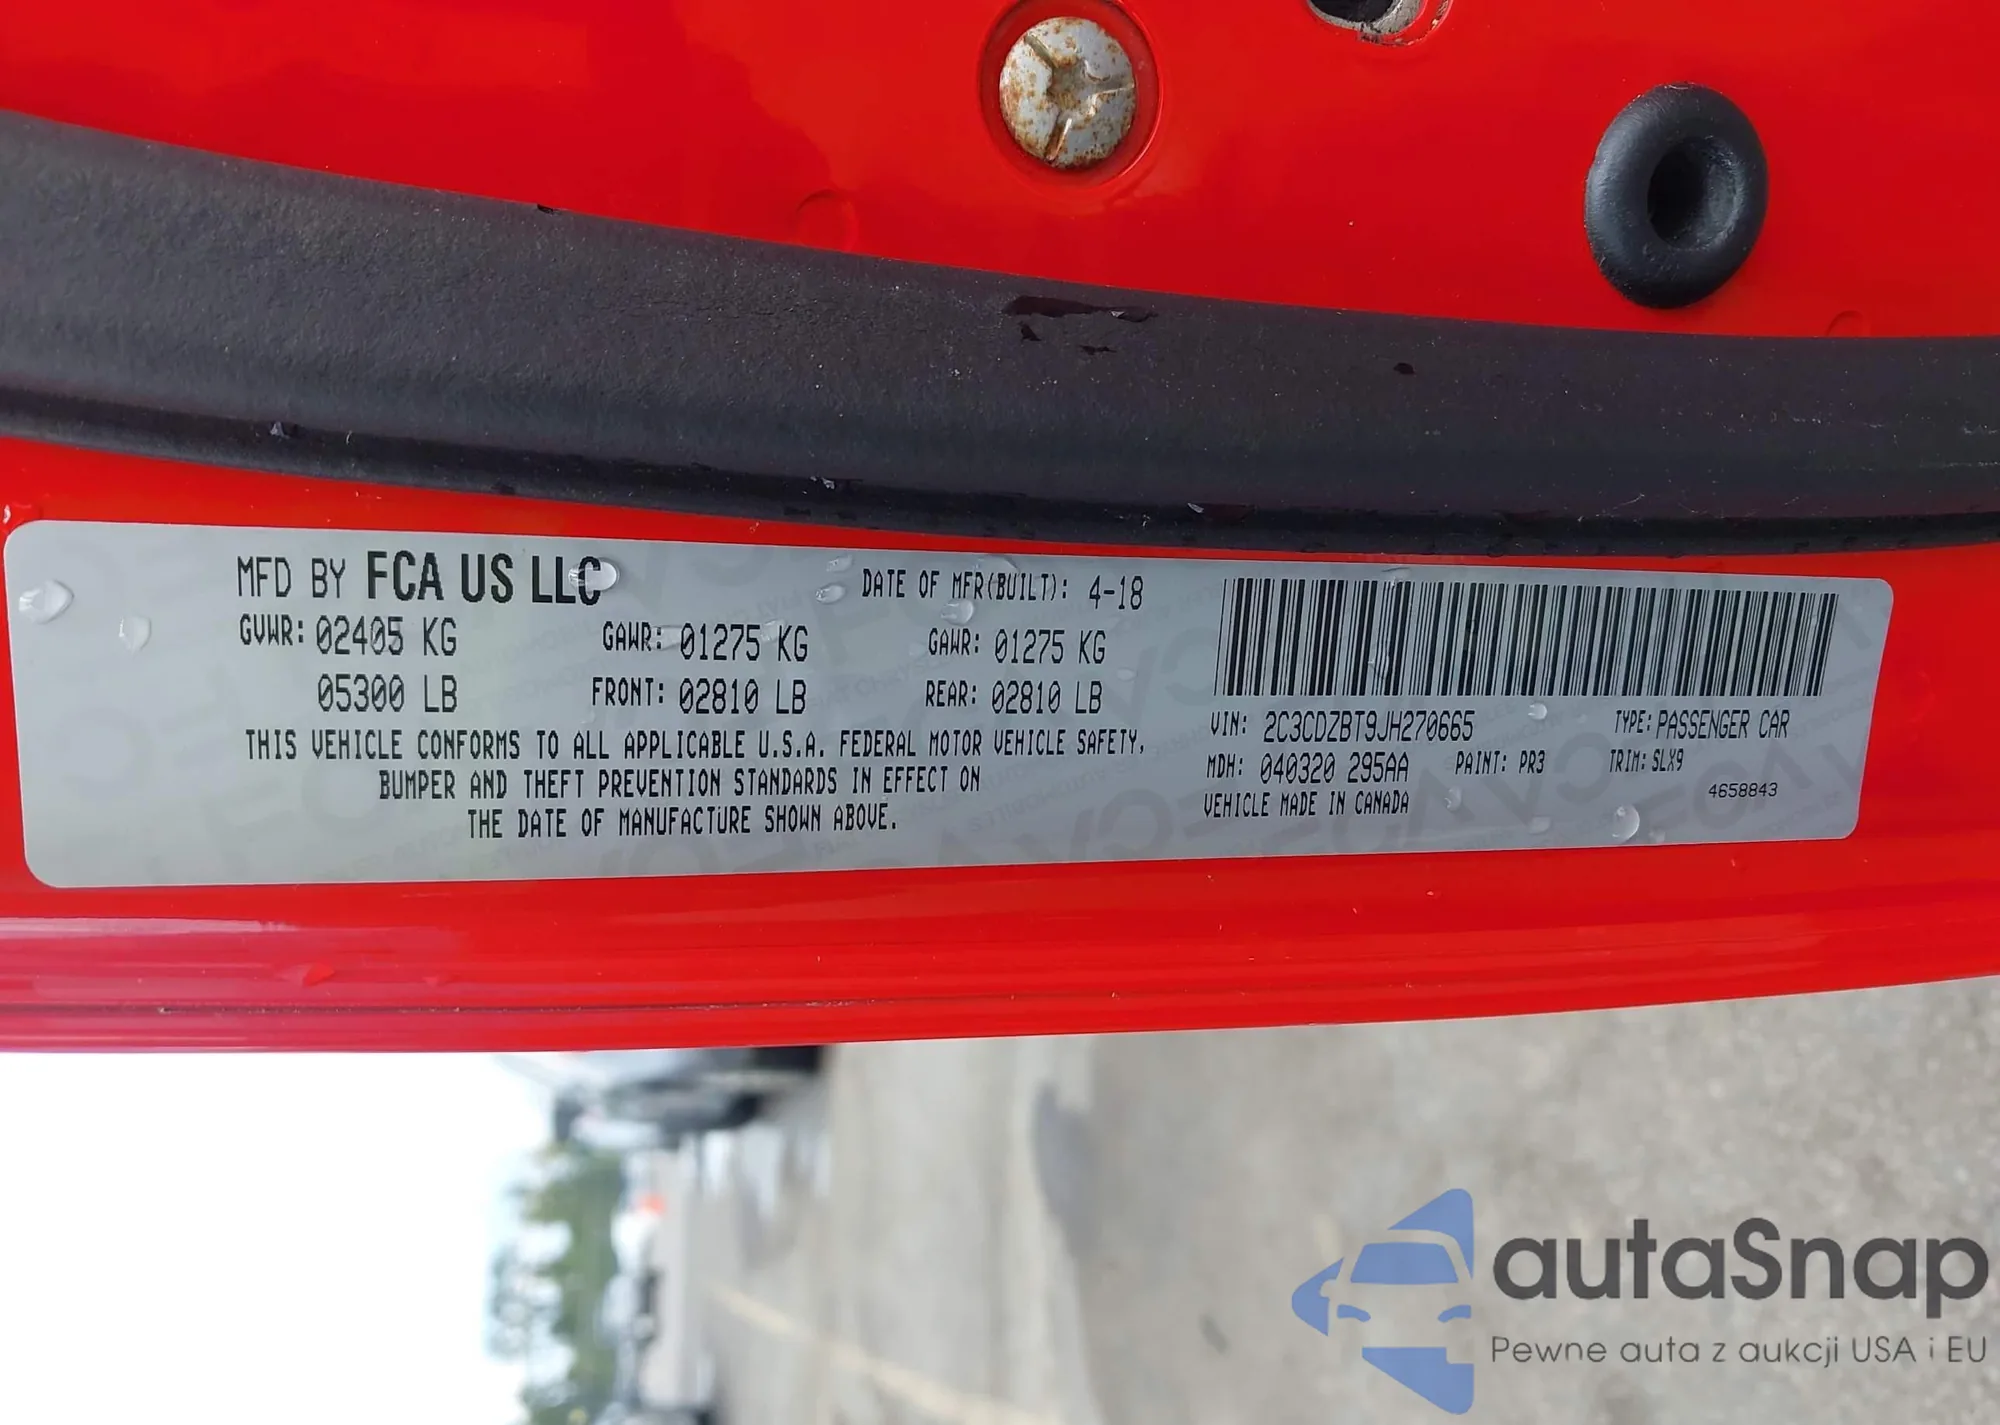 MFD BY FCA US LLC
DATE OF MFR(BUILT): 4-18
GVWR: 02405 KG GAWR: 01275 KG GAWR: 01275 KG
05300 LB FRONT: 02810 LB REAR: 02810 LB
THIS VEHICLE CONFORMS TO ALL APPLICABLE U.S.A. FEDERAL MOTOR VEHICLE SAFETY,
BUMPER AND THEFT PREVENTION STANDARDS IN EFFECT ON
THE DATE OF MANUFACTURE SHOWN ABOVE.
VIN: 2C3CDZBT9JH270665 TYPE: PASSENGER CAR
MDH: 040320 295AA PAINT: PR3 TRIM: SLX9
VEHICLE MADE IN CANADA 4658843
autaSnap
Pewne auta z aukcji USA i EU